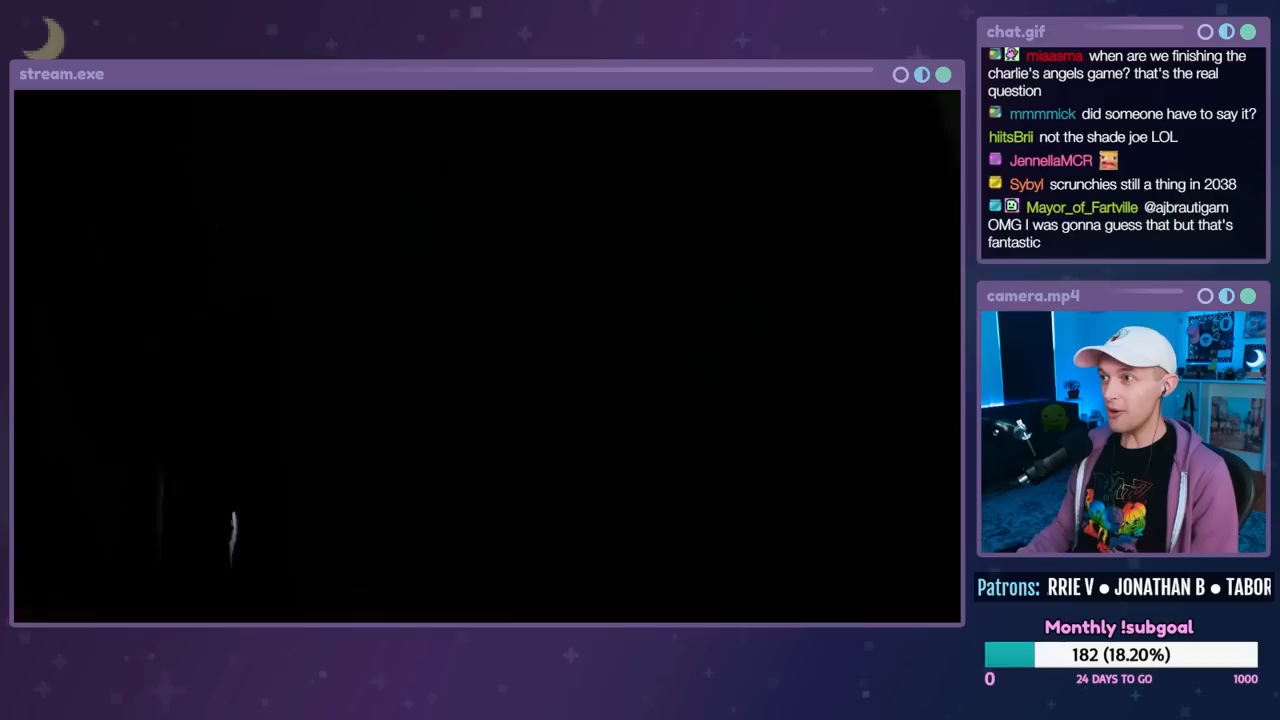 stream.exe
chat.gif
miaasma when are we finishing the
charlie's angels game? that's the real
question
mmmmick did someone have to say it?
hiitsBrii not the shade joe LOL
JennellaMCR
Sybyl scrunchies still a thing in 2038
Mayor_of_Fartville @ajbrautigam
OMG I was gonna guess that but that's
fantastic
camera.mp4
Patrons: RRIE V ● JONATHAN B ● TABOR
Monthly !subgoal
182 (18.20%)
0 24 DAYS TO GO 1000